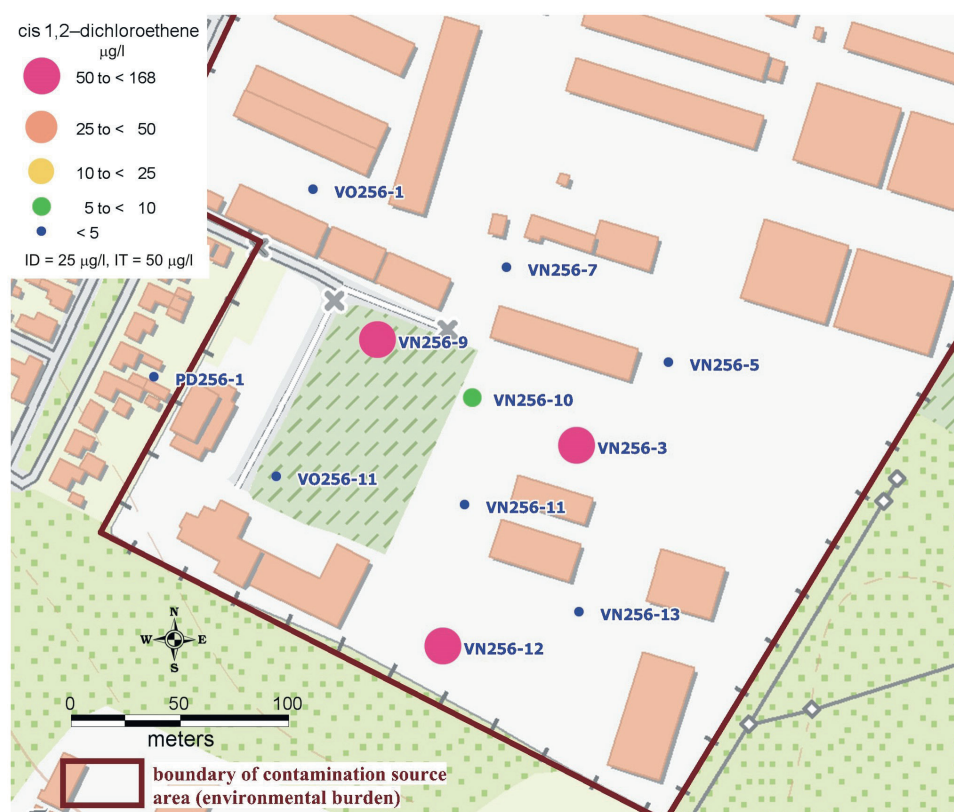 cis 1,2–dichloroethene
µg/l
50 to < 168
25 to < 50
10 to < 25
5 to < 10
< 5
ID = 25 µg/l, IT = 50 µg/l
VO256-1
VN256-7
VN256-9
VN256-5
PD256-1
VN256-10
VN256-3
VO256-11
VN256-11
VN256-13
VN256-12
N
W E
S
0 50 100
meters
boundary of contamination source
area (environmental burden)